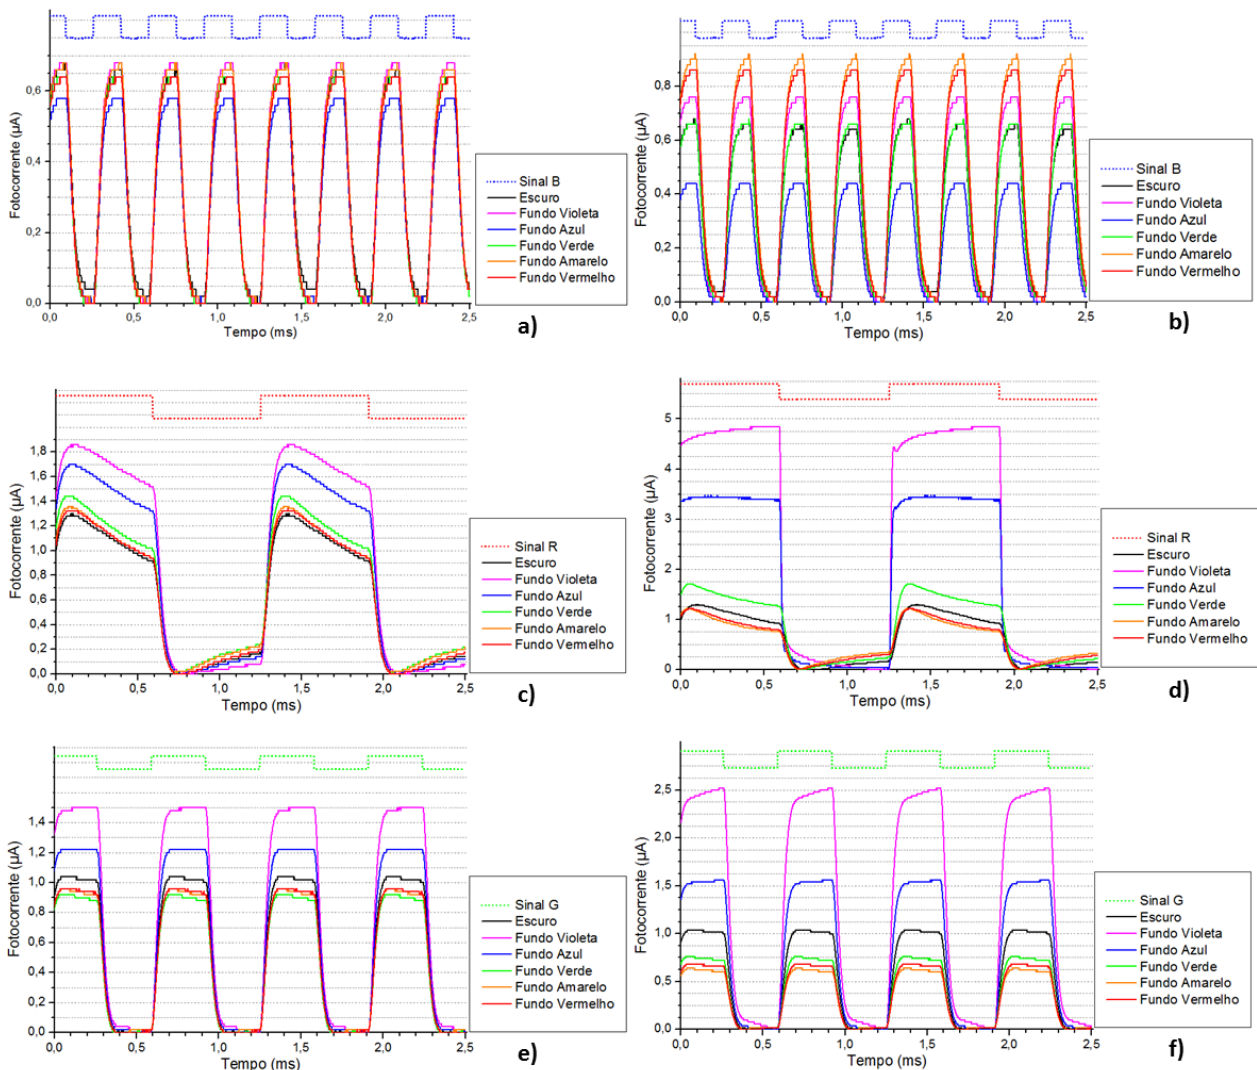 0,6
0,4
0,2
0,0
Fotocorrente (µA)
0,0 0,5 1,0 1,5 2,0 2,5
Tempo (ms)
Sinal B
Escuro
Fundo Violeta
Fundo Azul
Fundo Verde
Fundo Amarelo
Fundo Vermelho
a)
0,8
0,6
0,4
0,2
0,0
Fotocorrente (µA)
0,0 0,5 1,0 1,5 2,0 2,5
Tempo (ms)
Sinal B
Escuro
Fundo Violeta
Fundo Azul
Fundo Verde
Fundo Amarelo
Fundo Vermelho
b)
1,8
1,6
1,4
1,2
1,0
0,8
0,6
0,4
0,2
0,0
Fotocorrente (µA)
0,0 0,5 1,0 1,5 2,0 2,5
Tempo (ms)
Sinal R
Escuro
Fundo Violeta
Fundo Azul
Fundo Verde
Fundo Amarelo
Fundo Vermelho
c)
5
4
3
2
1
0
Fotocorrente (µA)
0,0 0,5 1,0 1,5 2,0 2,5
Tempo (ms)
Sinal R
Escuro
Fundo Violeta
Fundo Azul
Fundo Verde
Fundo Amarelo
Fundo Vermelho
d)
1,4
1,2
1,0
0,8
0,6
0,4
0,2
0,0
Fotocorrente (µA)
0,0 0,5 1,0 1,5 2,0 2,5
Tempo (ms)
Sinal G
Escuro
Fundo Violeta
Fundo Azul
Fundo Verde
Fundo Amarelo
Fundo Vermelho
e)
2,5
2,0
1,5
1,0
0,5
0,0
Fotocorrente (µA)
0,0 0,5 1,0 1,5 2,0 2,5
Tempo (ms)
Sinal G
Escuro
Fundo Violeta
Fundo Azul
Fundo Verde
Fundo Amarelo
Fundo Vermelho
f)